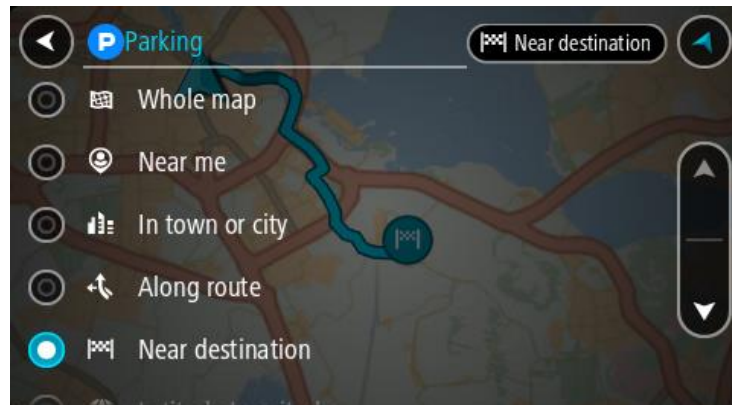 P Parking
Near destination
Whole map
Near me
In town or city
Along route
Near destination